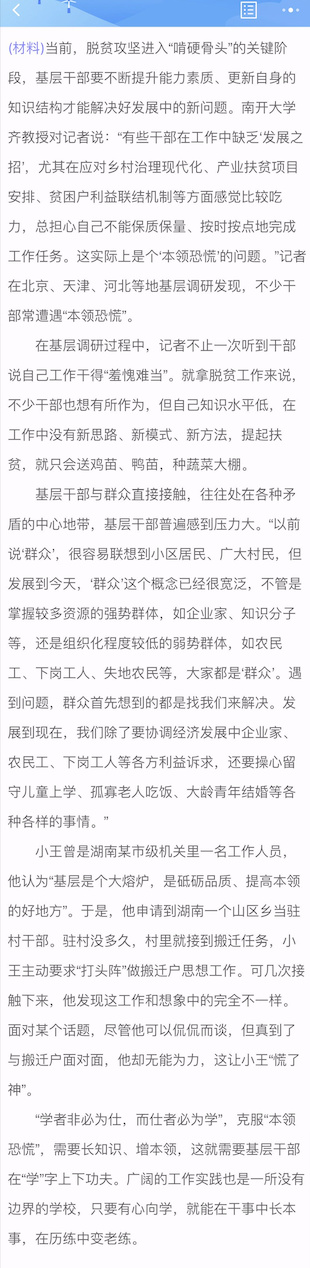 (材料)当前，脱贫攻坚进入“啃硬骨头”的关键阶
段，基层干部要不断提升能力素质、更新自身的
知识结构才能解决好发展中的新问题。南开大学
齐教授对记者说：“有些干部在工作中缺乏‘发展之
招’，尤其在应对乡村治理现代化、产业扶贫项目
安排、贫困户利益联结机制等方面感觉比较吃
力，总担心自己不能保质保量、按时按点地完成
工作任务。这实际上是个‘本领恐慌’的问题。”记者
在北京、天津、河北等地基层调研发现，不少干
部常遭遇“本领恐慌”。
在基层调研过程中，记者不止一次听到干部
说自己工作干得“羞愧难当”。就拿脱贫工作来说，
不少干部也想有所作为，但自己知识水平低，在
工作中没有新思路、新模式、新方法，提起扶
贫，就只会送鸡苗、鸭苗，种蔬菜大棚。
基层干部与群众直接接触，往往处在各种矛
盾的中心地带，基层干部普遍感到压力大。“以前
说‘群众’，很容易联想到小区居民、广大村民，但
发展到今天，‘群众’这个概念已经很宽泛，不管是
掌握较多资源的强势群体，如企业家、知识分子
等，还是组织化程度较低的弱势群体，如农民
工、下岗工人、失地农民等，大家都是‘群众’。遇
到问题，群众首先想到的都是找我们来解决。发
展到现在，我们除了要协调经济发展中企业家、
农民工、下岗工人等各方利益诉求，还要操心留
守儿童上学、孤寡老人吃饭、大龄青年结婚等各
种各样的事情。”
小王曾是湖南某市级机关里一名工作人员，
他认为“基层是个大熔炉，是砥砺品质、提高本领
的好地方”。于是，他申请到湖南一个山区乡当驻
村干部。驻村没多久，村里就接到搬迁任务，小
王主动要求“打头阵”做搬迁户思想工作。可几次接
触下来，他发现这工作和想象中的完全不一样。
面对某个话题，尽管他可以侃侃而谈，但真到了
与搬迁户面对面，他却无能为力，这让小王“慌了
神”。
“学者非必为仕，而仕者必为学”，克服“本领
恐慌”，需要长知识、增本领，这就需要基层干部
在“学”字上下功夫。广阔的工作实践也是一所没有
边界的学校，只要有心向学，就能在干事中长本
事，在历练中变老练。